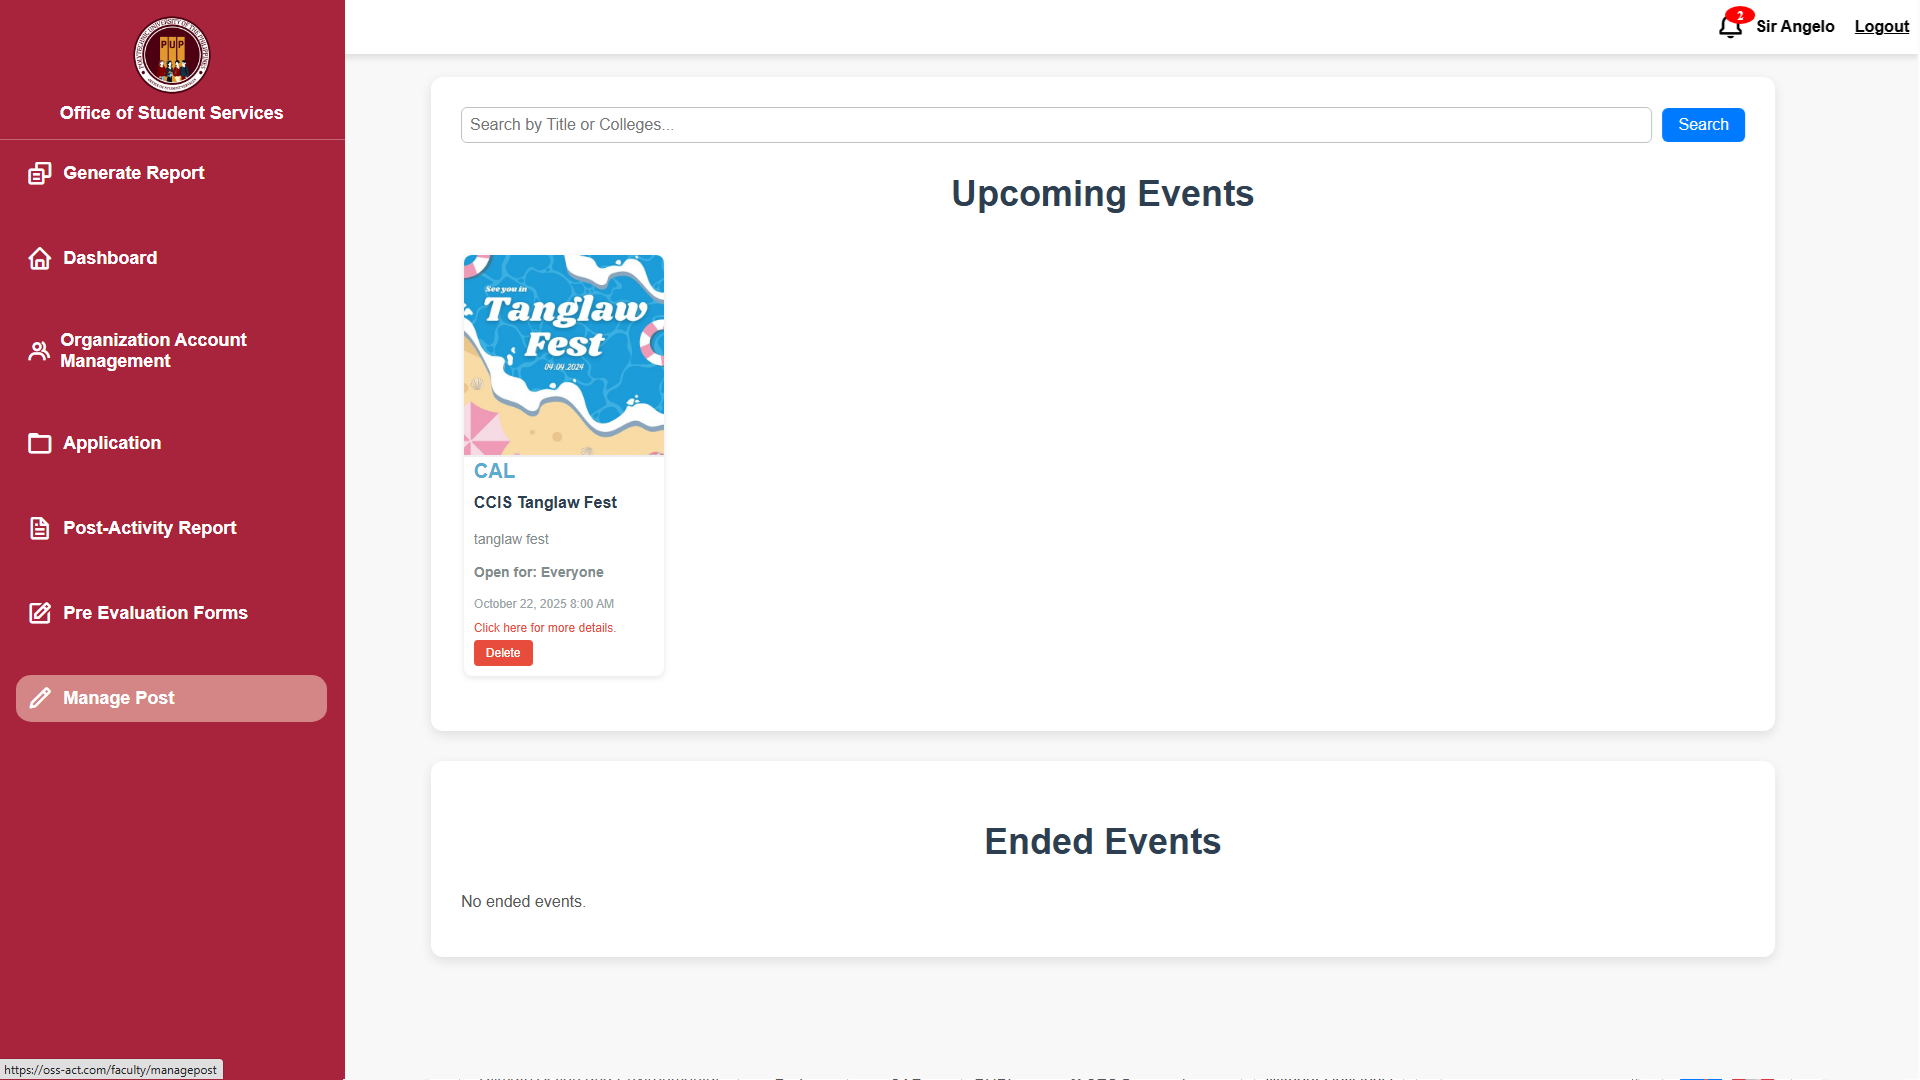 PUP
Office of Student Services
Generate Report
Dashboard
Organization Account
Management
Application
Post-Activity Report
Pre Evaluation Forms
Manage Post
https://oss-act.com/faculty/managepost
2
Sir Angelo
Logout
Search by Title or Colleges...
Search
Upcoming Events
See you in
Tanglaw
Fest
04.04.2024
CAL
CCIS Tanglaw Fest
tanglaw fest
Open for: Everyone
October 22, 2025 8:00 AM
Click here for more details.
Delete
Ended Events
No ended events.